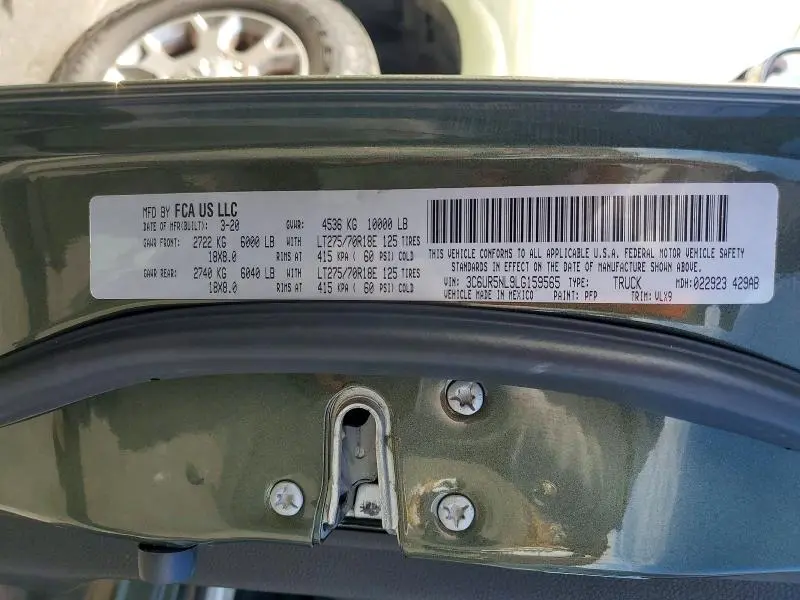 MFD BY FCA US LLC
DATE OF MFR(BUILT): 3-20 GVWR: 4536 KG 10000 LB
GAWR FRONT: 2722 KG 6000 LB WITH LT275/70R18E 125 TIRES
18X8.0 RIMS AT 415 KPA ( 60 PSI) COLD
GAWR REAR: 2740 KG 6040 LB WITH LT275/70R18E 125 TIRES
18X8.0 RIMS AT 415 KPA ( 60 PSI) COLD
THIS VEHICLE CONFORMS TO ALL APPLICABLE U.S.A. FEDERAL MOTOR VEHICLE SAFETY
STANDARDS IN EFFECT ON THE DATE OF MANUFACTURE SHOWN ABOVE.
VIN: 3C6UR5NL9LG159565 TYPE: TRUCK MDH: 022923 429AB
VEHICLE MADE IN MEXICO PAINT: PFP TRIM: VLX9